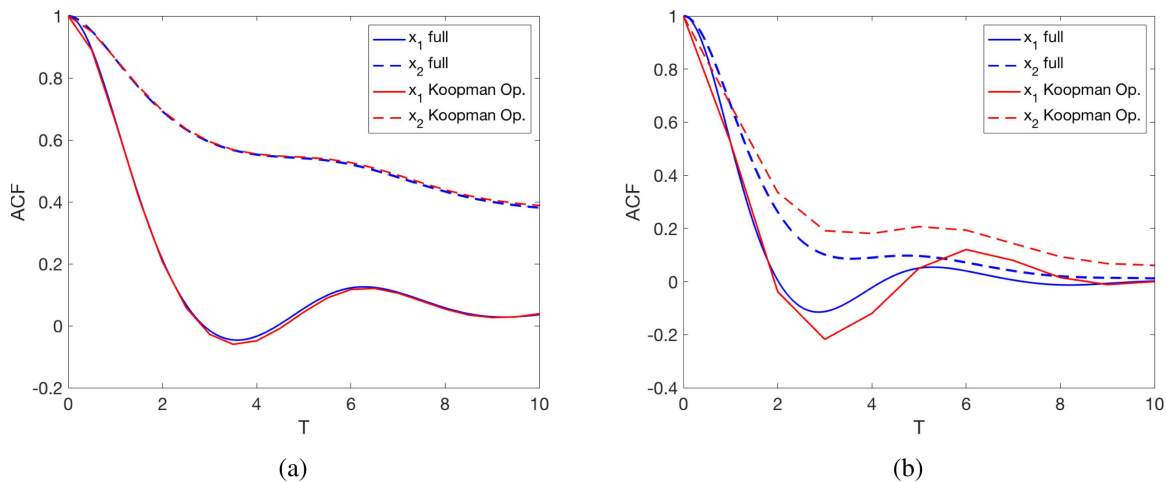 1
0.8
0.6
0.4
0.2
0
-0.2
ACF
0 2 4 6 8 10
T
x1 full
x2 full
x1 Koopman Op.
x2 Koopman Op.
(a)
1
0.8
0.6
0.4
0.2
0
-0.2
-0.4
ACF
0 2 4 6 8 10
T
x1 full
x2 full
x1 Koopman Op.
x2 Koopman Op.
(b)